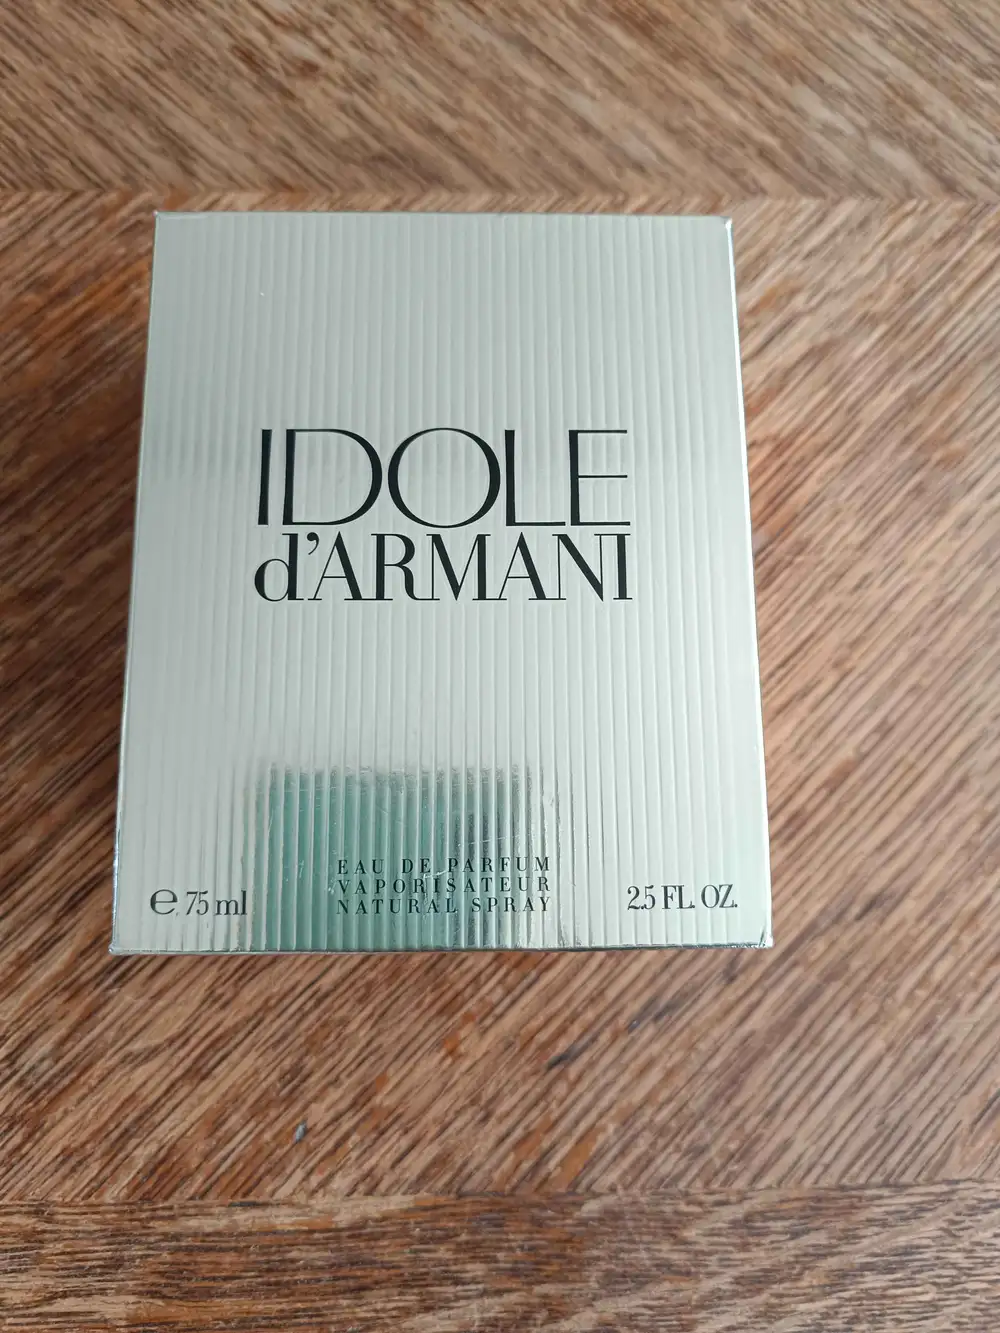 IDOLE
d'ARMANI
EAU DE PARFUM
VAPORISATEUR
NATURAL SPRAY
e 75 ml
2.5 FL. OZ.